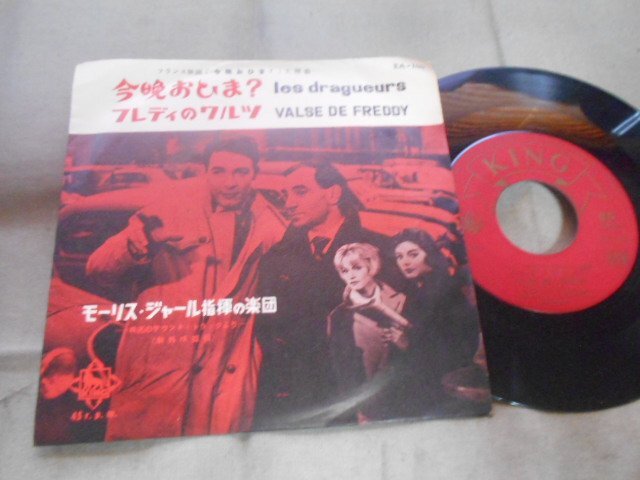 今晩おひま? les dragueurs
フレディのワルツ VALSE DE FREDDY
モーリス・ジャール指揮の楽団
45 r.p.m.
KING